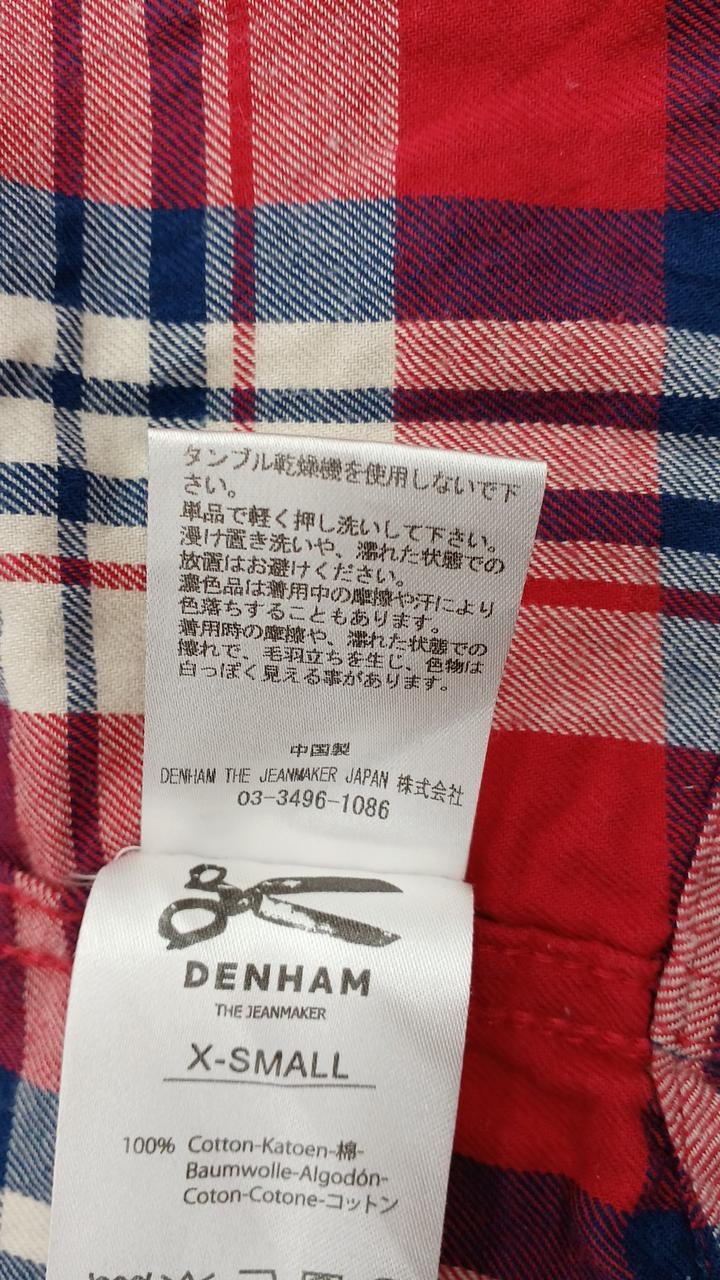 タンブル乾燥機を使用しないで下
さい。
単品で軽く押し洗いして下さい。
浸け置き洗いや、濡れた状態での
放置はお避けください。
濃色品は着用中の摩擦や汗により
色落ちすることもあります。
着用時の摩擦や、濡れた状態での
擦れで、毛羽立ちを生じ、色物は
白っぽく見える事があります。
中国製
DENHAM THE JEANMAKER JAPAN 株式会社
03-3496-1086
DENHAM
THE JEANMAKER
X-SMALL
100% Cotton-Katoen-棉-
Baumwolle-Algodón-
Coton-Cotone-コットン